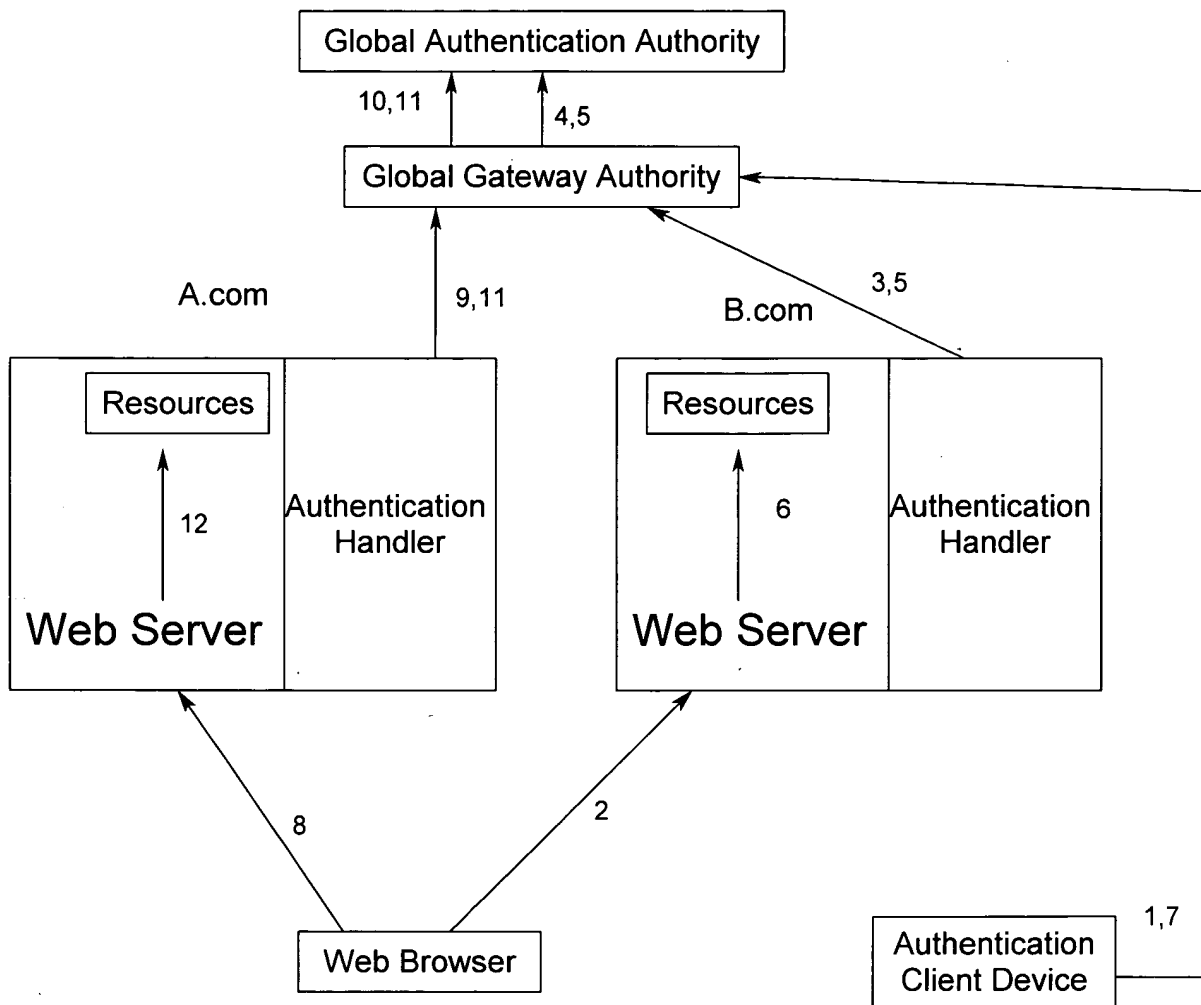 Global Authentication Authority
10,11
4,5
Global Gateway Authority
A.com
9,11
B.com
3,5
Resources
12
Web Server
Authentication
Handler
Resources
6
Web Server
Authentication
Handler
8
2
Web Browser
1,7
Authentication
Client Device